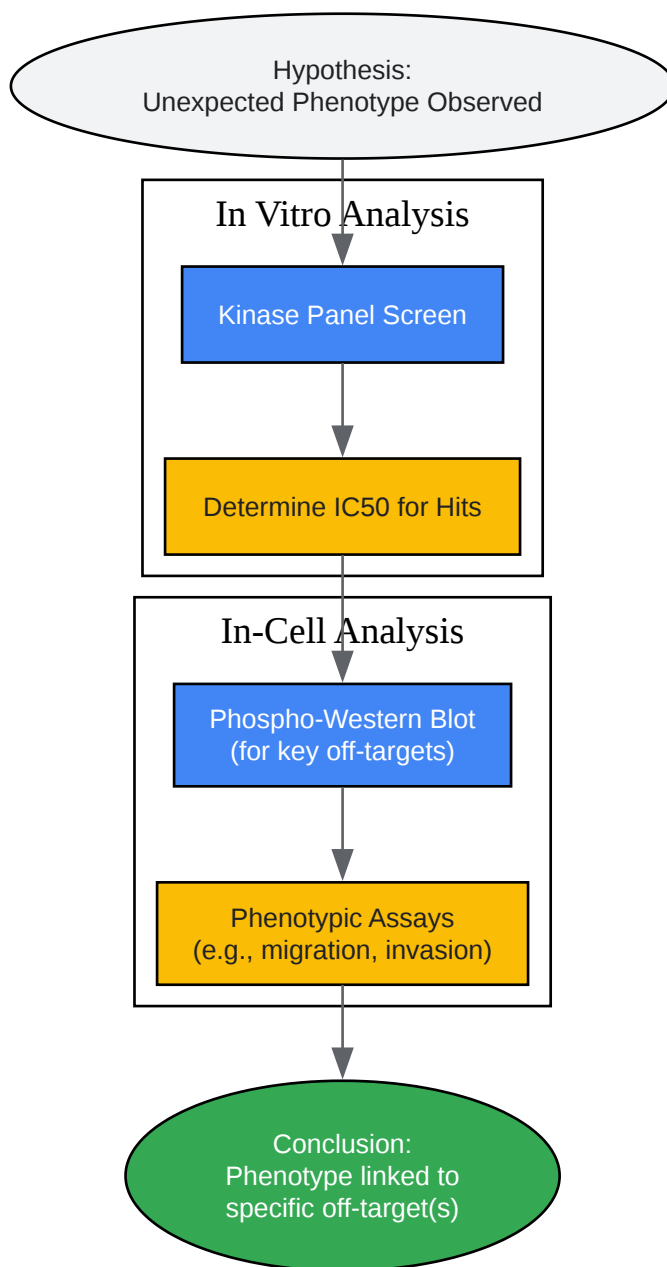 Hypothesis:
Unexpected Phenotype Observed
In Vitro Analysis
Kinase Panel Screen
Determine IC50 for Hits
In-Cell Analysis
Phospho-Western Blot
(for key off-targets)
Phenotypic Assays
(e.g., migration, invasion)
Conclusion:
Phenotype linked to
specific off-target(s)